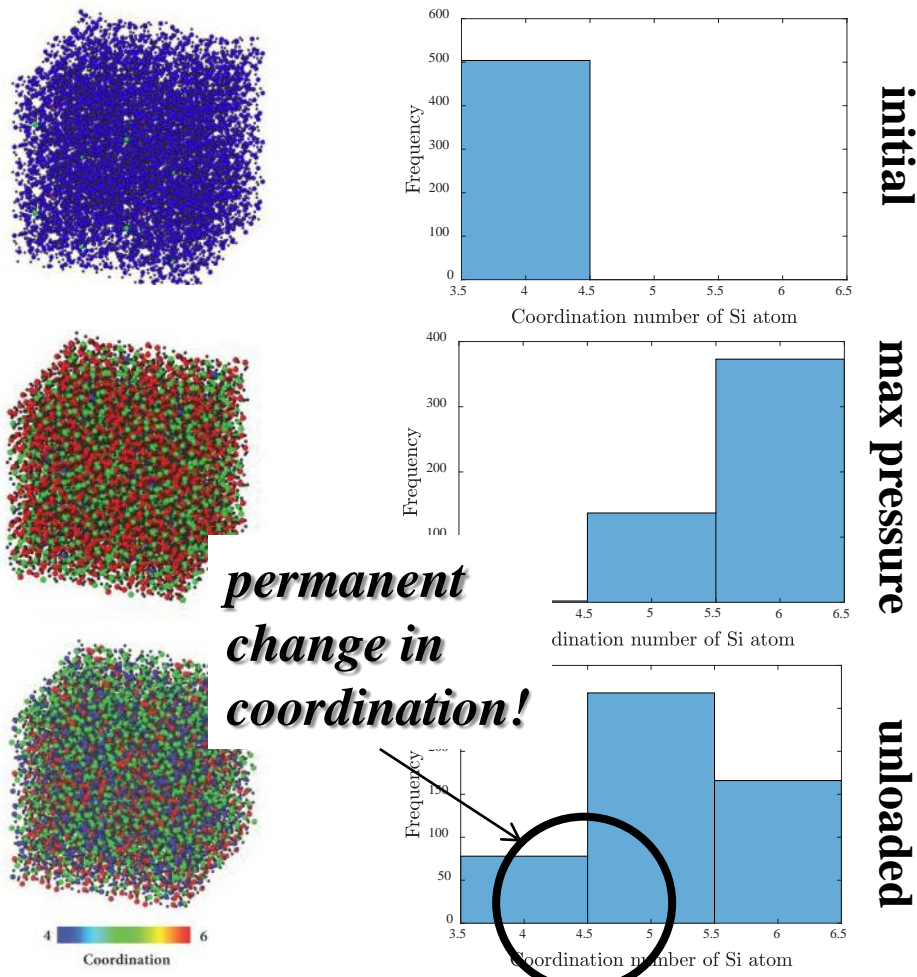 600
500
400
300
200
100
0
Frequency
3.5 4 4.5 5 5.5 6 6.5
Coordination number of Si atom
initial
400
300
200
100
Frequency
4.5 5 5.5 6 6.5
dination number of Si atom
max pressure
permanent
change in
coordination!
200
150
100
50
0
Frequency
3.5 4 4.5 5 5.5 6 6.5
Coordination number of Si atom
unloaded
4 6
Coordination